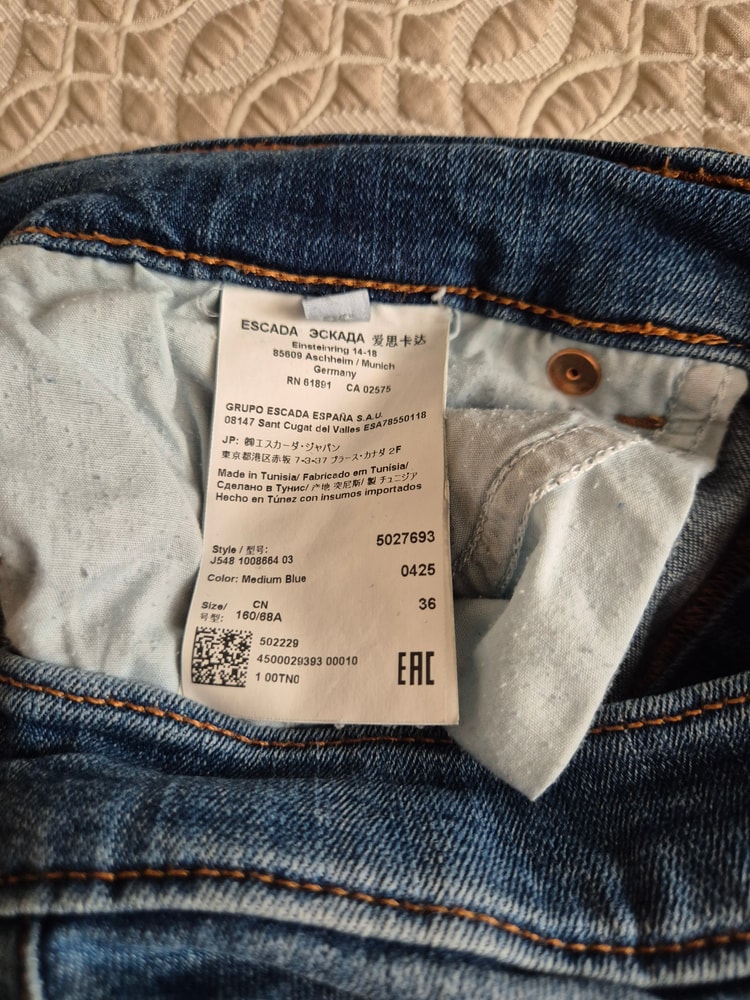 ESCADA ЭСКАДА 爱思卡达
Einsteinring 14-18
85609 Aschheim / Munich
Germany
RN 61891 CA 02575
GRUPO ESCADA ESPAÑA S.A.U.
08147 Sant Cugat del Valles ESA78550118
JP: ㈱エスカーダ・ジャパン
東京都港区赤坂 7-3-37 プラース・カナダ 2F
Made in Tunisia/ Fabricado em Tunisia/
Сделано в Тунис/ 产地 突尼斯/ 製 チュニジア
Hecho en Túnez con insumos importados
5027693
Style / 型号:
J548 1008664 03
0425
Color: Medium Blue
Size/ CN 36
号型: 160/68A
502229
4500029393 00010
1 00TN0
EAC